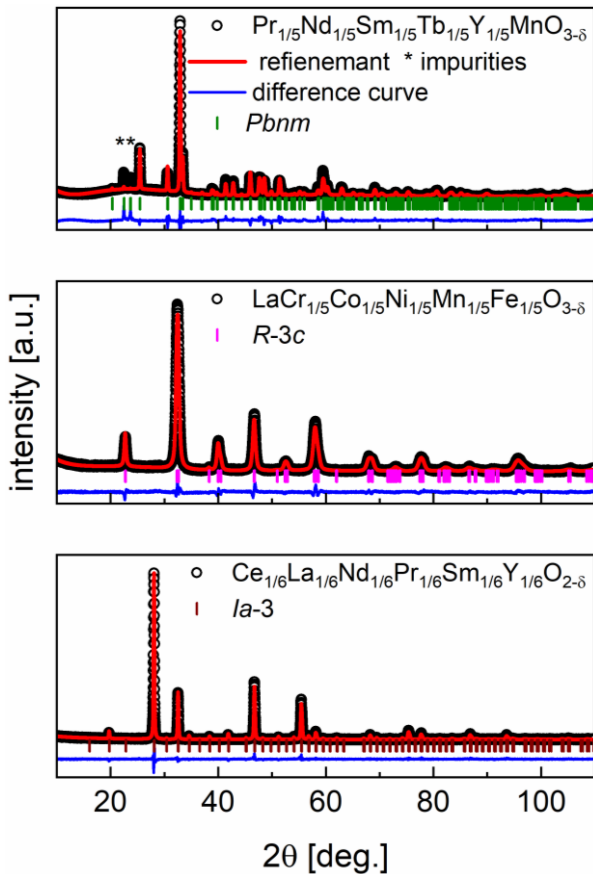 Pr1/5Nd1/5Sm1/5Tb1/5Y1/5MnO3-δ
refienemant * impurities
difference curve
Pbnm
**
LaCr1/5Co1/5Ni1/5Mn1/5Fe1/5O3-δ
R-3c
intensity [a.u.]
Ce1/6La1/6Nd1/6Pr1/6Sm1/6Y1/6O2-δ
Ia-3
20 40 60 80 100
2θ [deg.]